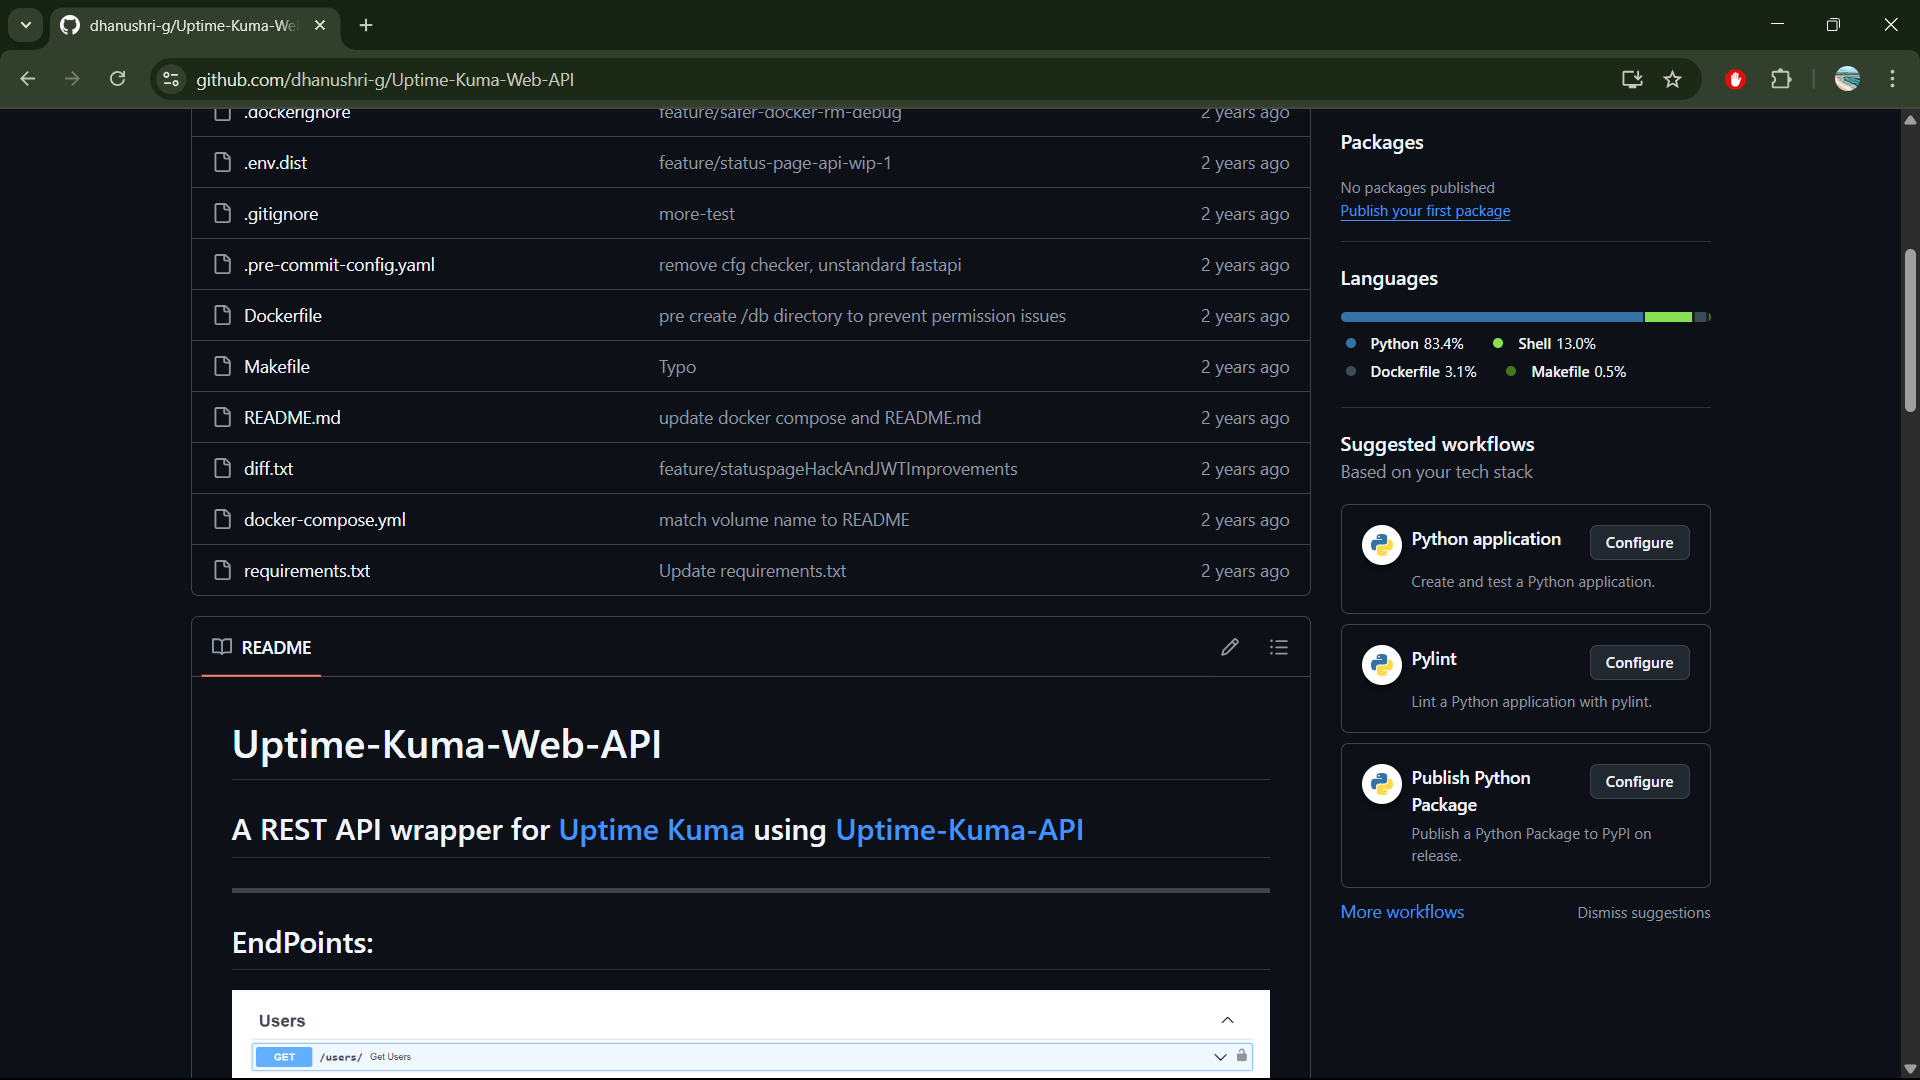 dhanushri-g/Uptime-Kuma-We
github.com/dhanushri-g/Uptime-Kuma-Web-API
.dockerignore feature/safer-docker-rm-debug 2 years ago
.env.dist feature/status-page-api-wip-1 2 years ago
.gitignore more-test 2 years ago
.pre-commit-config.yaml remove cfg checker, unstandard fastapi 2 years ago
Dockerfile pre create /db directory to prevent permission issues 2 years ago
Makefile Typo 2 years ago
README.md update docker compose and README.md 2 years ago
diff.txt feature/statuspageHackAndJWTImprovements 2 years ago
docker-compose.yml match volume name to README 2 years ago
requirements.txt Update requirements.txt 2 years ago
README
Uptime-Kuma-Web-API
A REST API wrapper for Uptime Kuma using Uptime-Kuma-API
EndPoints:
Users
GET /users/ Get Users
Packages
No packages published
Publish your first package
Languages
Python 83.4% Shell 13.0%
Dockerfile 3.1% Makefile 0.5%
Suggested workflows
Based on your tech stack
Python application Configure
Create and test a Python application.
Pylint Configure
Lint a Python application with pylint.
Publish Python Configure
Package
Publish a Python Package to PyPI on
release.
More workflows Dismiss suggestions